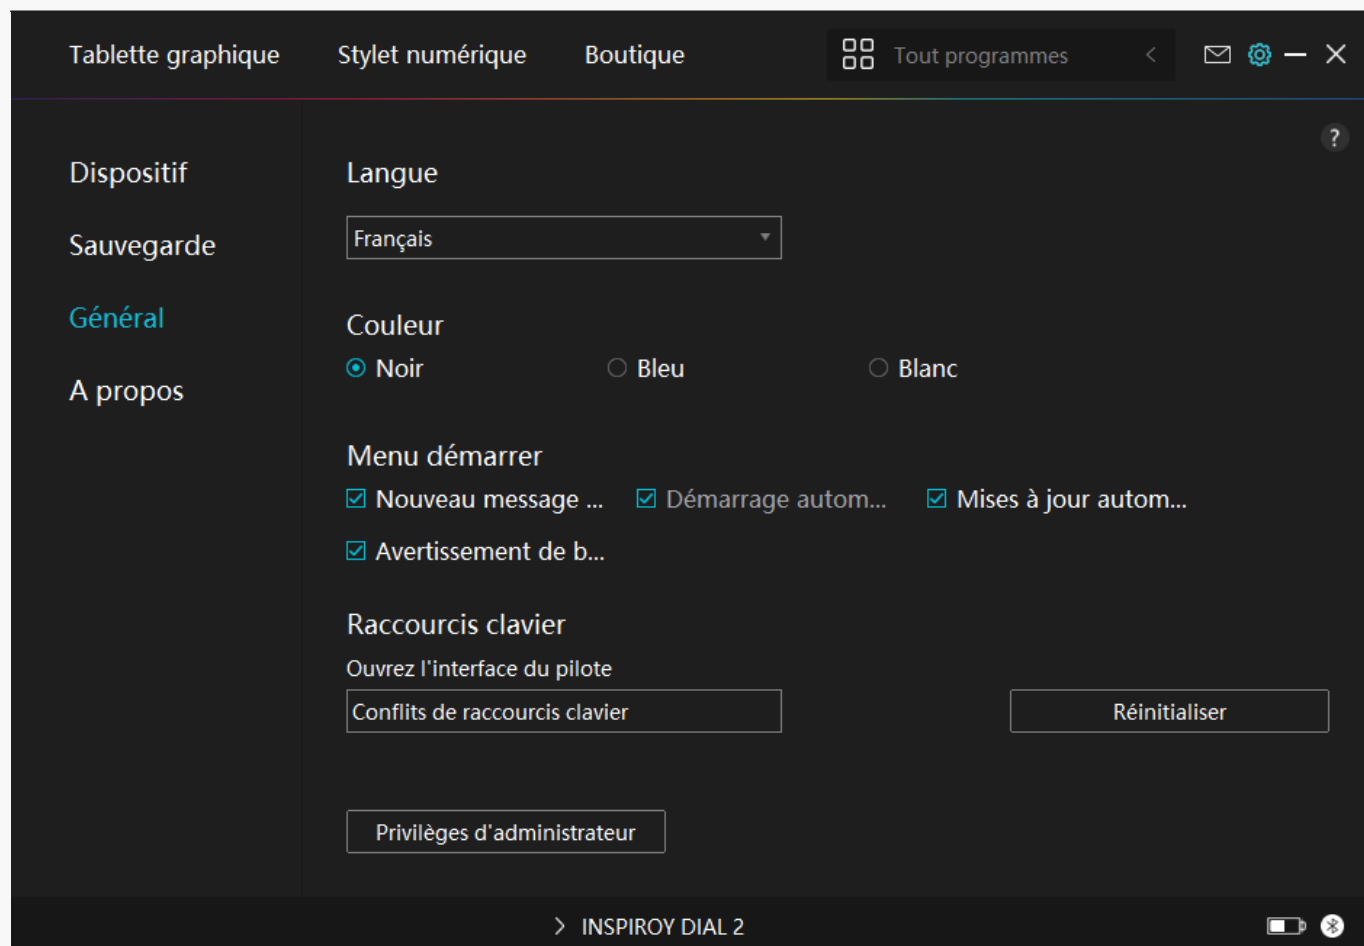 Tablette graphique Stylet numérique Boutique Tout programmes
?
Dispositif
Sauvegarde
Général
A propos
Langue
Français
Couleur
Noir Bleu Blanc
Menu démarrer
Nouveau message ... Démarrage autom... Mises à jour autom...
Avertissement de b...
Raccourcis clavier
Ouvrez l'interface du pilote
Conflits de raccourcis clavier Réinitialiser
Privilèges d'administrateur
INSPIROY DIAL 2